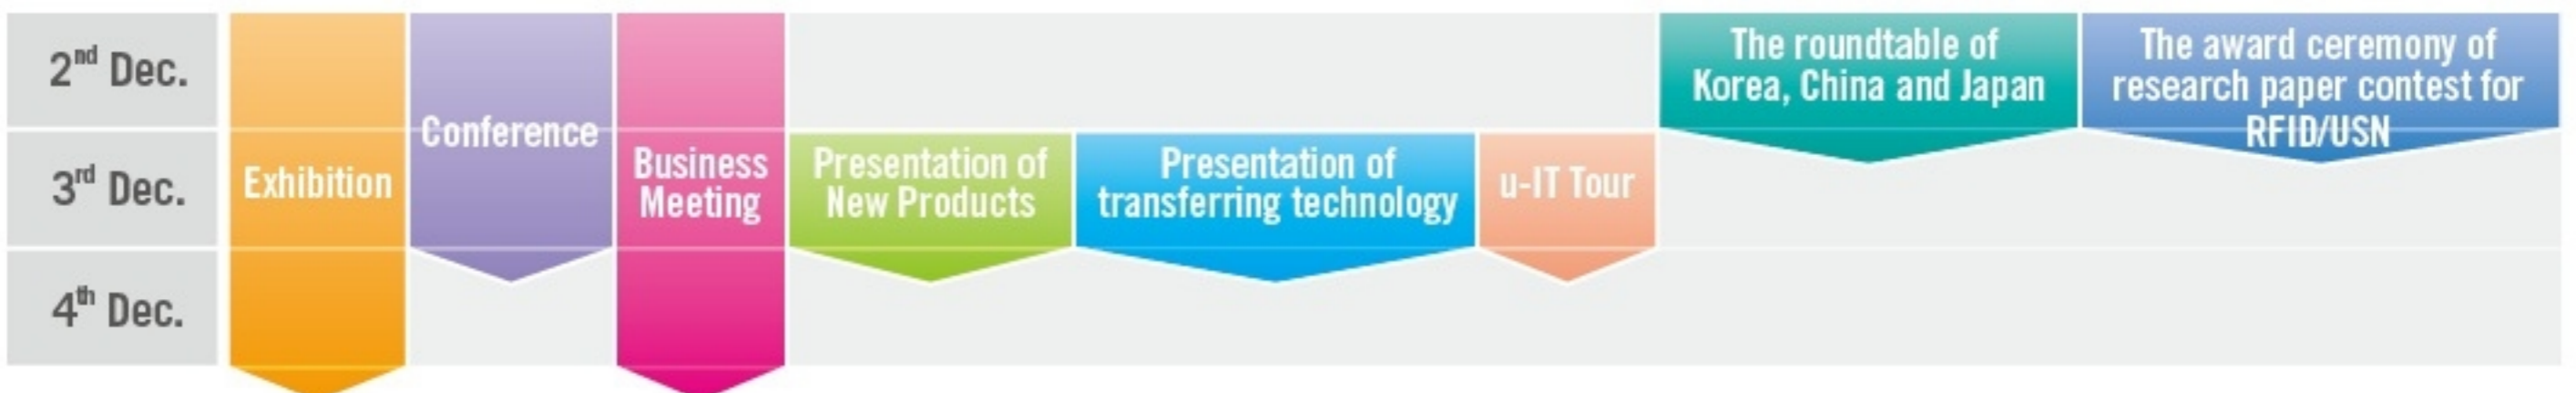 2nd Dec.
3rd Dec.
4th Dec.
Exhibition
Conference
Business
Meeting
Presentation of
New Products
Presentation of
transferring technology
u-IT Tour
The roundtable of
Korea, China and Japan
The award ceremony of
research paper contest for
RFID/USN